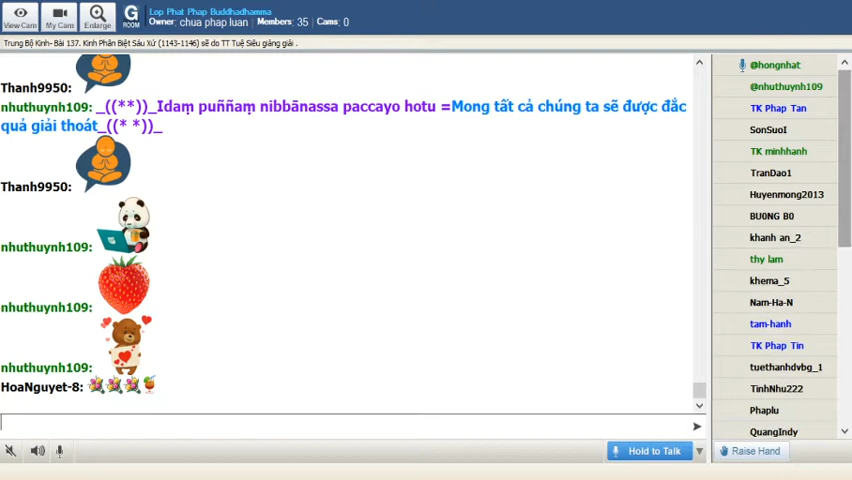 View Cam
My Cam
Enlarge
G
ROOM
Lop Phat Phap Buddhadhamma
Owner: chua phap luan Members: 35 Cams: 0
Trung Bộ Kinh- Bài 137. Kinh Phân Biệt Sáu Xứ (1143-1146) sẽ do TT Tuệ Siêu giảng giải .
Thanh9950:
nhuthuynh109: _((**))_Idaṃ puññaṃ nibbānassa paccayo hotu =Mong tất cả chúng ta sẽ được đắc
quả giải thoát_((* *))_
Thanh9950:
nhuthuynh109:
nhuthuynh109:
nhuthuynh109:
HoaNguyet-8:
Hold to Talk
@hongnhat
@nhuthuynh109
TK Phap Tan
SonSuoI
TK minhhanh
TranDao1
Huyenmong2013
BU0NG B0
khanh an_2
thy lam
khema_5
Nam-Ha-N
tam-hanh
TK Phap Tin
tuethanhdvbg_1
TinhNhu222
Phaplu
QuangIndy
Raise Hand